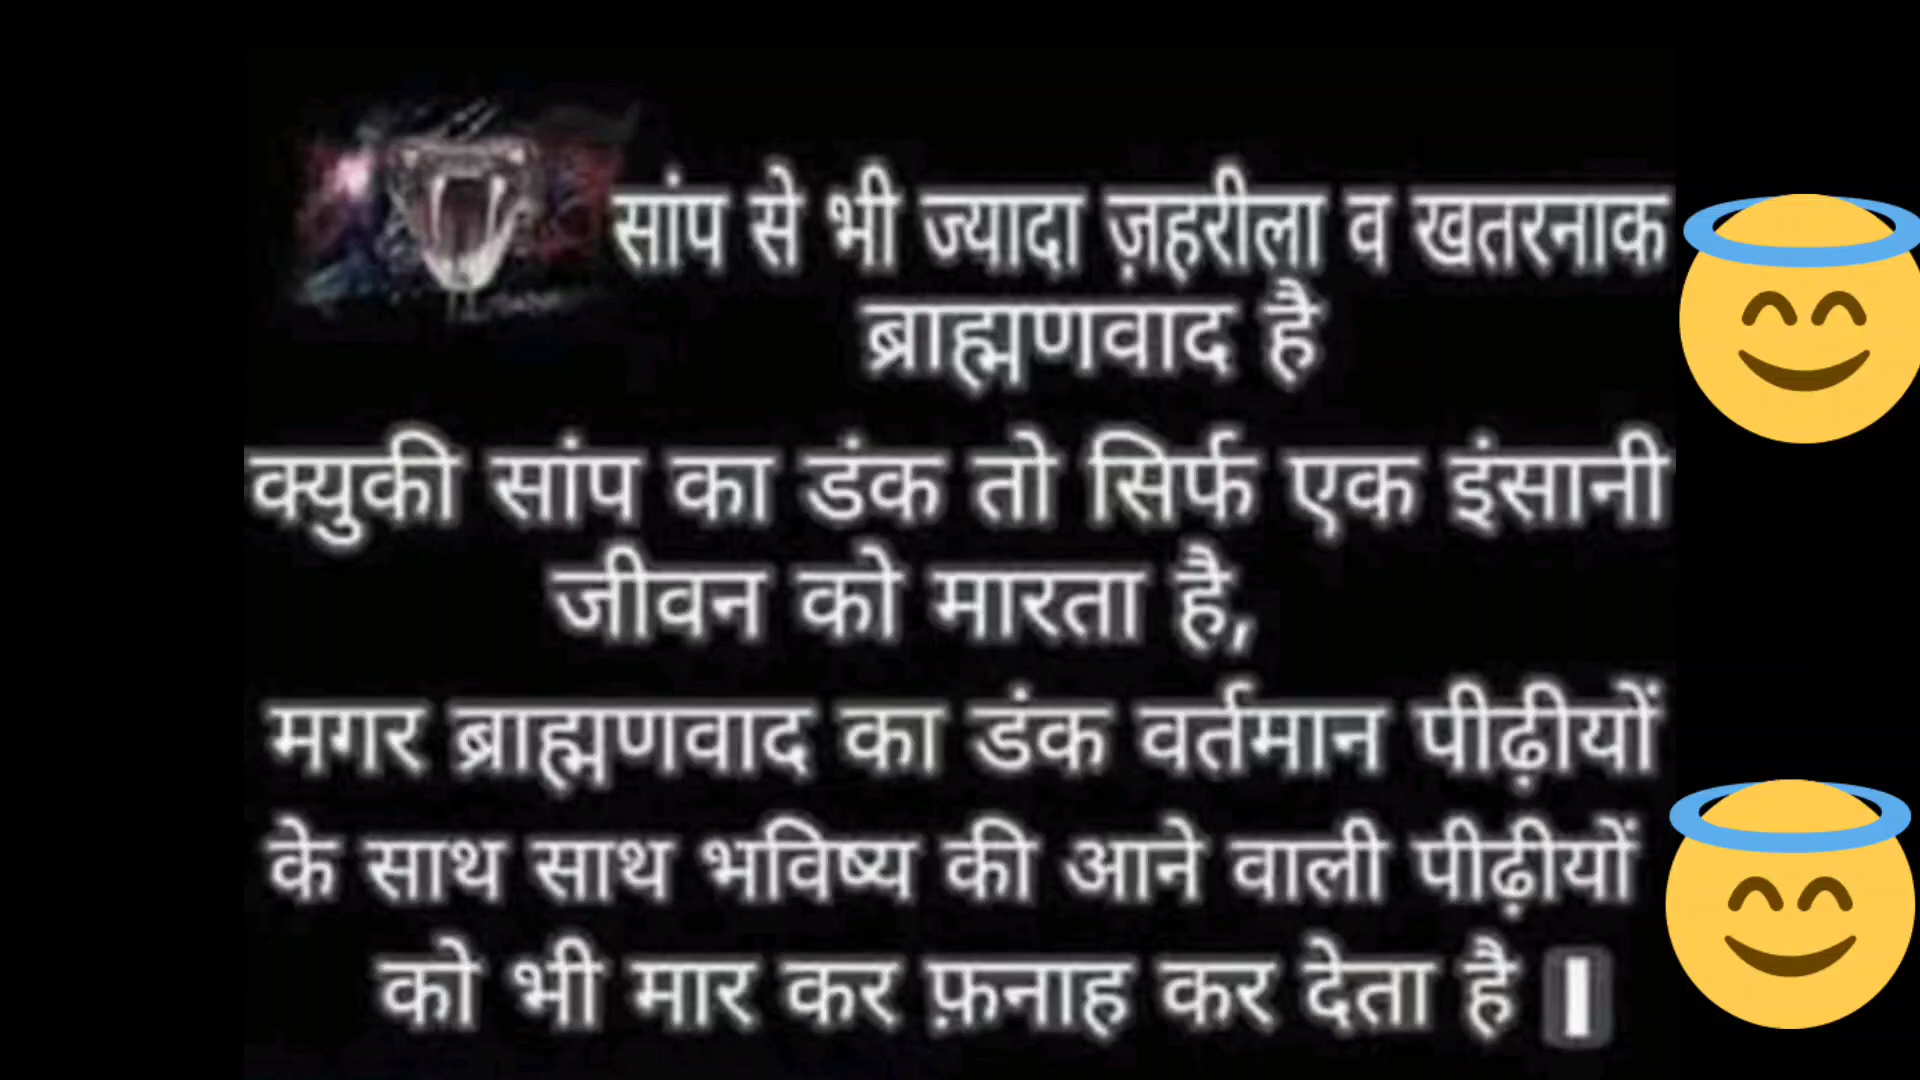 सांप से भी ज्यादा ज़हरीला व खतरनाक
ब्राह्मणवाद है
क्युकी सांप का डंक तो सिर्फ एक इंसानी
जीवन को मारता है,
मगर ब्राह्मणवाद का डंक वर्तमान पीढ़ीयों
के साथ साथ भविष्य की आने वाली पीढ़ीयों
को भी मार कर फ़नाह कर देता है |